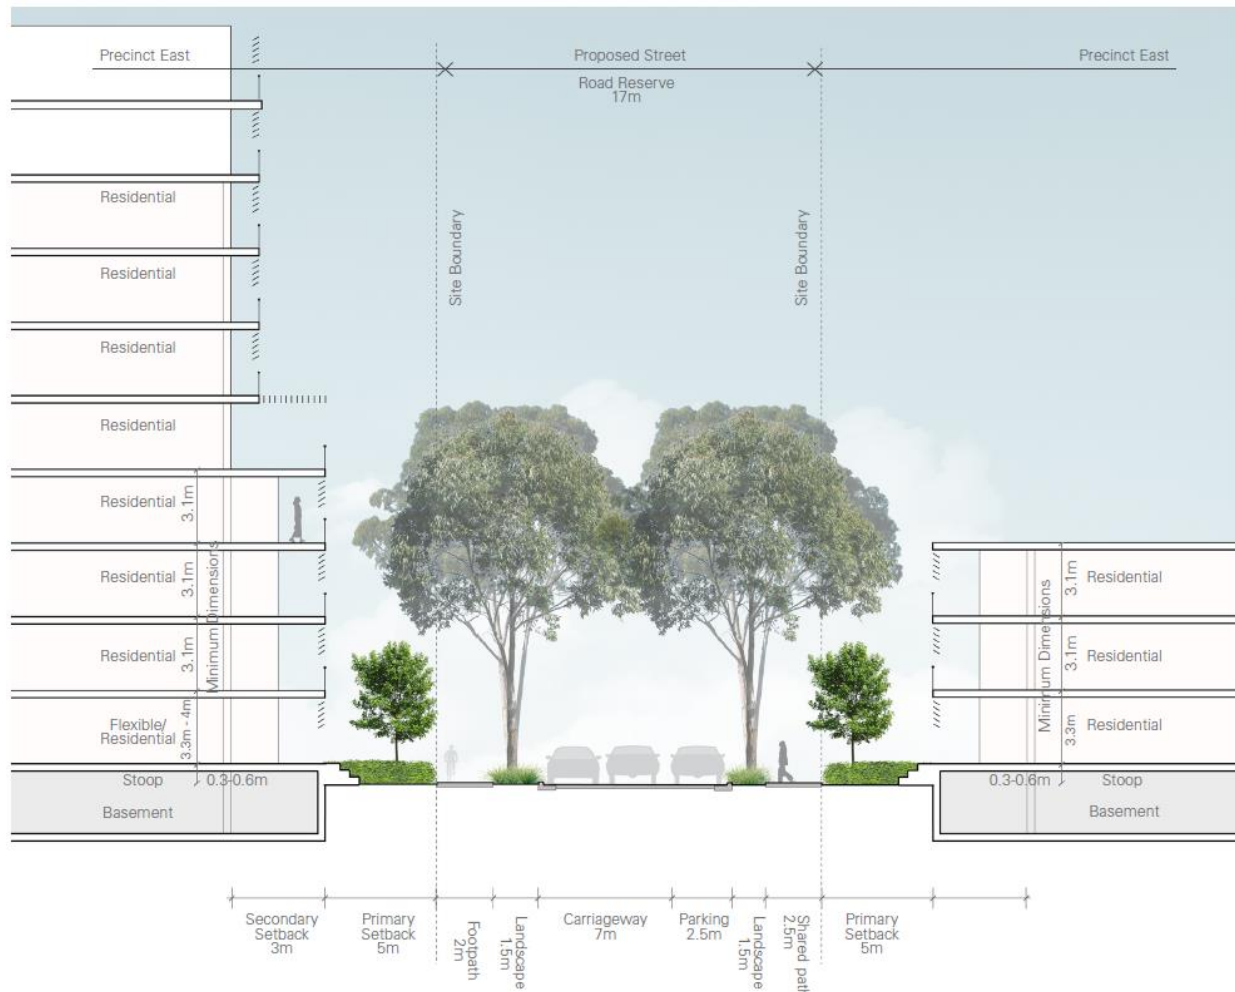 Precinct East
Proposed Street
Precinct East
Road Reserve
17m
Site Boundary
Site Boundary
Residential
Residential
Residential
Residential
Residential
3.1m
Residential
3.1m
Residential
3.1m
Flexible/
Residential
3.3m - 4m
Minimum Dimensions
Stoop
0.3-0.6m
Basement
Residential
3.1m
Residential
3.1m
Residential
3.3m
Minimum Dimensions
0.3-0.6m
Stoop
Basement
Secondary
Setback
3m
Primary
Setback
5m
Footpath
2m
Landscape
1.5m
Carriageway
7m
Parking
2.5m
Landscape
1.5m
Shared path
2.5m
Primary
Setback
5m